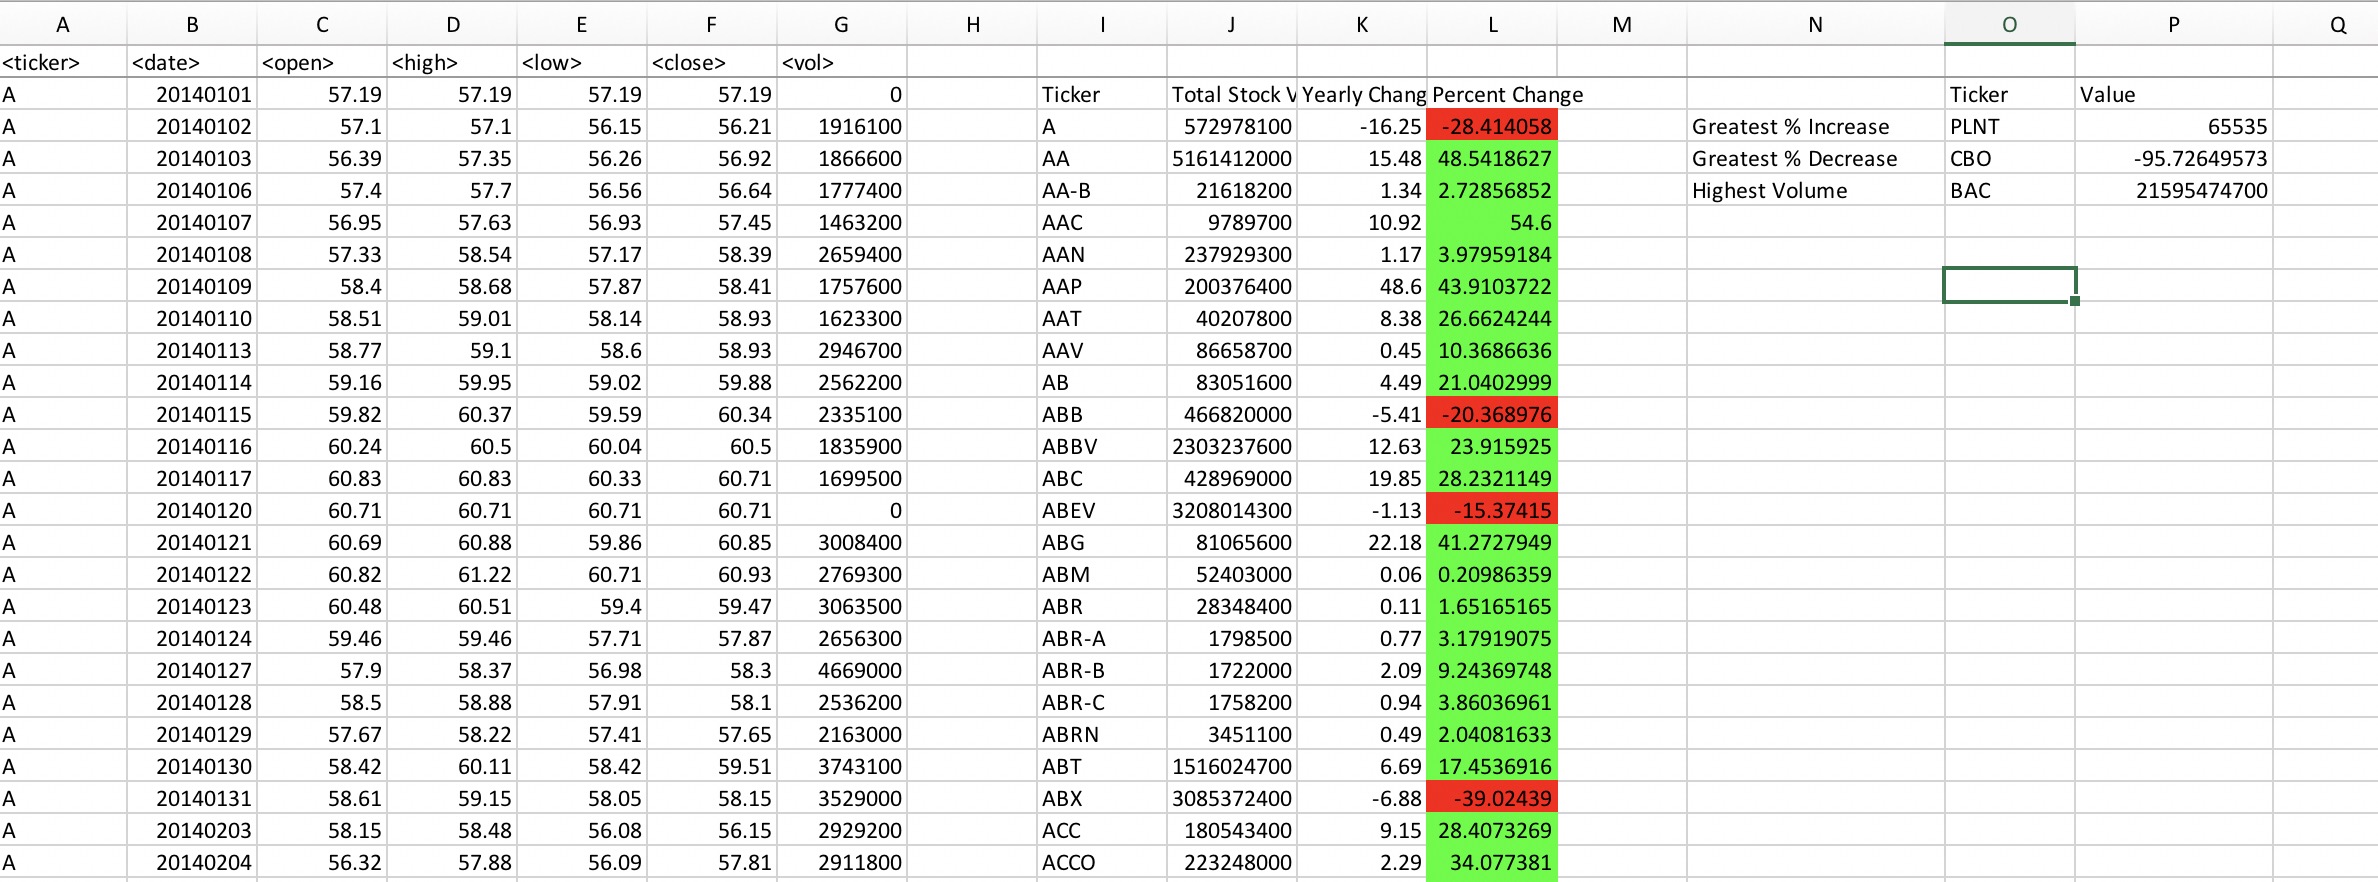 A B C D E F G H I J K L M N O P Q
<ticker> <date> <open> <high> <low> <close> <vol>
A 20140101 57.19 57.19 57.19 57.19 0 Ticker Total Stock V Yearly Chang Percent Change Ticker Value
A 20140102 57.1 57.1 56.15 56.21 1916100 A 572978100 -16.25 -28.414058 Greatest % Increase PLNT 65535
A 20140103 56.39 57.35 56.26 56.92 1866600 AA 5161412000 15.48 48.5418627 Greatest % Decrease CBO -95.72649573
A 20140106 57.4 57.7 56.56 56.64 1777400 AA-B 21618200 1.34 2.72856852 Highest Volume BAC 21595474700
A 20140107 56.95 57.63 56.93 57.45 1463200 AAC 9789700 10.92 54.6
A 20140108 57.33 58.54 57.17 58.39 2659400 AAN 237929300 1.17 3.97959184
A 20140109 58.4 58.68 57.87 58.41 1757600 AAP 200376400 48.6 43.9103722
A 20140110 58.51 59.01 58.14 58.93 1623300 AAT 40207800 8.38 26.6624244
A 20140113 58.77 59.1 58.6 58.93 2946700 AAV 86658700 0.45 10.3686636
A 20140114 59.16 59.95 59.02 59.88 2562200 AB 83051600 4.49 21.0402999
A 20140115 59.82 60.37 59.59 60.34 2335100 ABB 466820000 -5.41 -20.368976
A 20140116 60.24 60.5 60.04 60.5 1835900 ABBV 2303237600 12.63 23.915925
A 20140117 60.83 60.83 60.33 60.71 1699500 ABC 428969000 19.85 28.2321149
A 20140120 60.71 60.71 60.71 60.71 0 ABEV 3208014300 -1.13 -15.37415
A 20140121 60.69 60.88 59.86 60.85 3008400 ABG 81065600 22.18 41.2727949
A 20140122 60.82 61.22 60.71 60.93 2769300 ABM 52403000 0.06 0.20986359
A 20140123 60.48 60.51 59.4 59.47 3063500 ABR 28348400 0.11 1.65165165
A 20140124 59.46 59.46 57.71 57.87 2656300 ABR-A 1798500 0.77 3.17919075
A 20140127 57.9 58.37 56.98 58.3 4669000 ABR-B 1722000 2.09 9.24369748
A 20140128 58.5 58.88 57.91 58.1 2536200 ABR-C 1758200 0.94 3.86036961
A 20140129 57.67 58.22 57.41 57.65 2163000 ABRN 3451100 0.49 2.04081633
A 20140130 58.42 60.11 58.42 59.51 3743100 ABT 1516024700 6.69 17.4536916
A 20140131 58.61 59.15 58.05 58.15 3529000 ABX 3085372400 -6.88 -39.02439
A 20140203 58.15 58.48 56.08 56.15 2929200 ACC 180543400 9.15 28.4073269
A 20140204 56.32 57.88 56.09 57.81 2911800 ACCO 223248000 2.29 34.077381